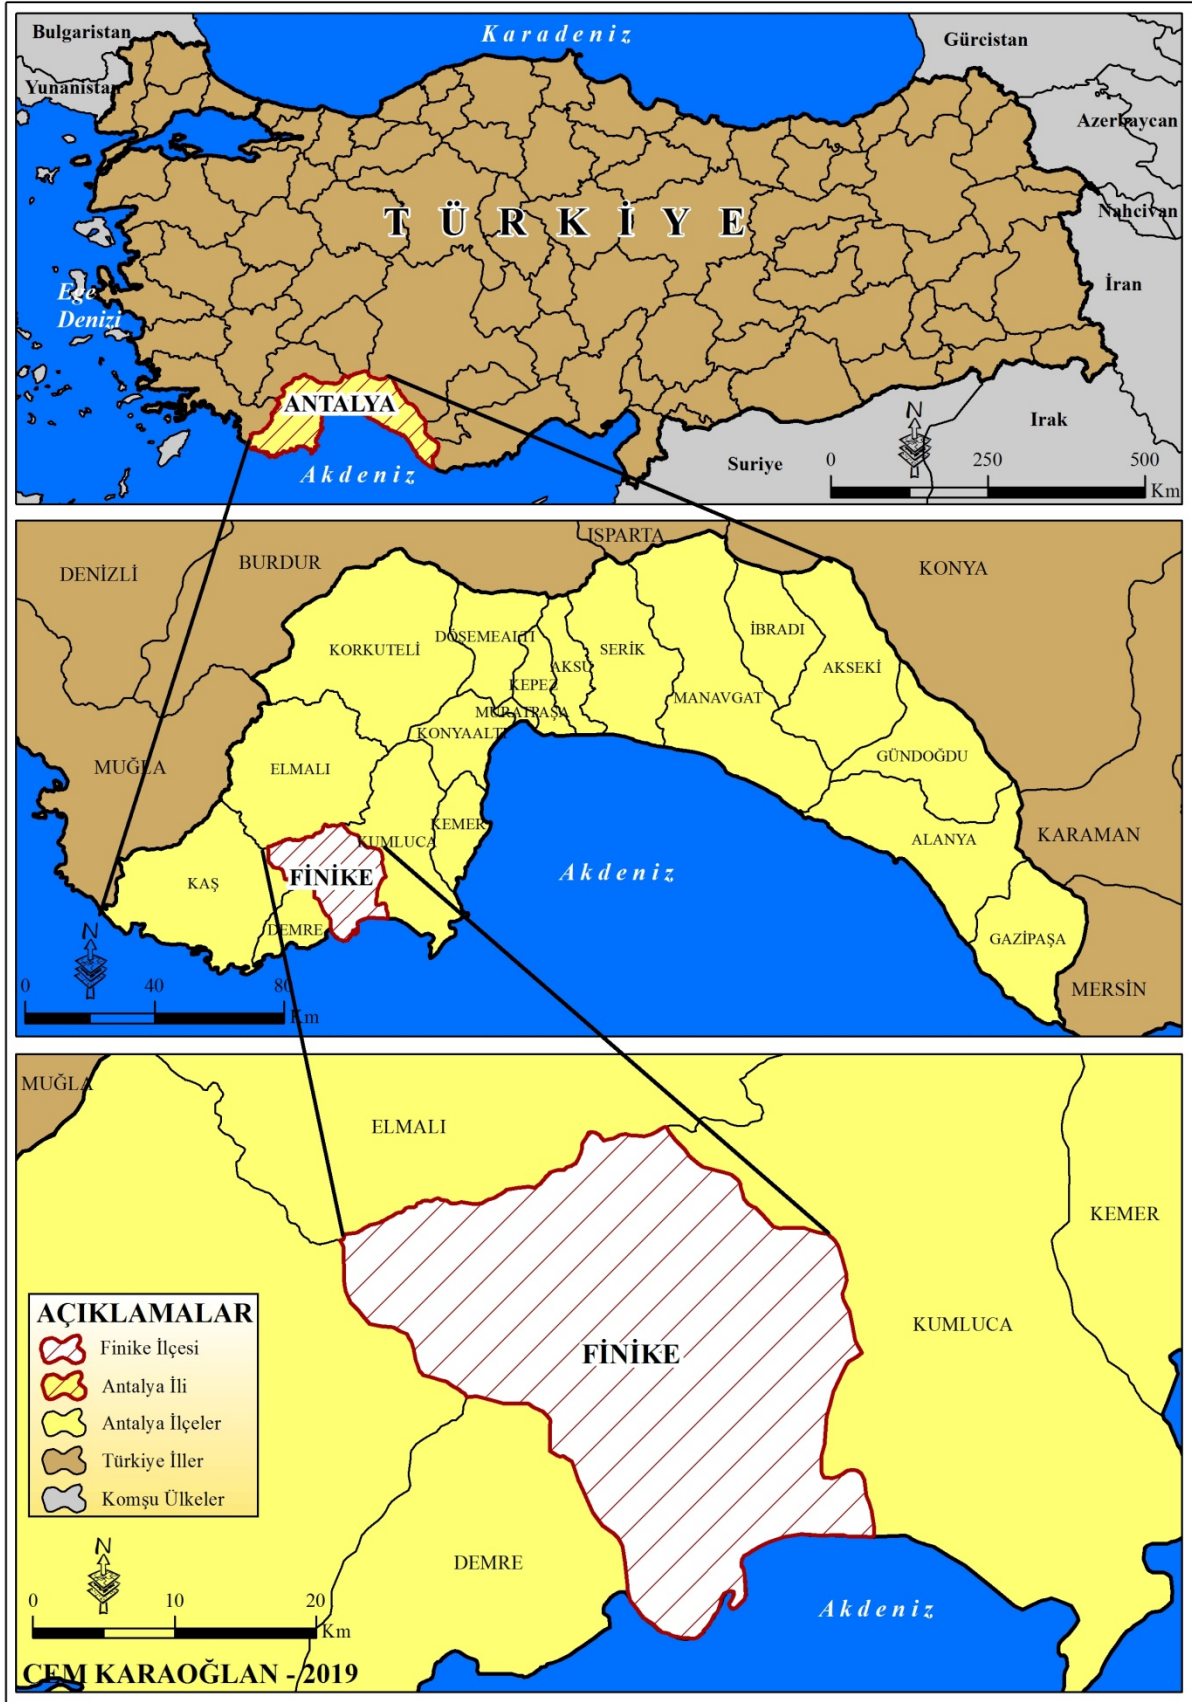 Bulgaristan
Karadeniz
Gürcistan
Yunanistan
Azerbaycan
TÜRKİYE
Nahcivan
Ege
Denizi
İran
ANTALYA
Akdeniz
Suriye
Irak
N
0 250 500
Km
DENİZLİ
BURDUR
ISPARTA
KONYA
KORKUTELİ
DÖSEMEALTI
SERİK
İBRADI
AKSU
KEPEZ
AKSEKİ
MANAVGAT
MURATPAŞA
KONYAALTI
MUĞLA
ELMALI
GÜNDOĞDU
KEMER
KUMLUCA
ALANYA
KARAMAN
KAŞ
FİNİKE
Akdeniz
DEMRE
GAZİPAŞA
MERSİN
N
0 40 80
Km
MUĞLA
ELMALI
KEMER
KUMLUCA
FİNİKE
DEMRE
Akdeniz
AÇIKLAMALAR
Finike İlçesi
Antalya İli
Antalya İlçeler
Türkiye İller
Komşu Ülkeler
N
0 10 20
Km
CEM KARAOĞLAN - 2019